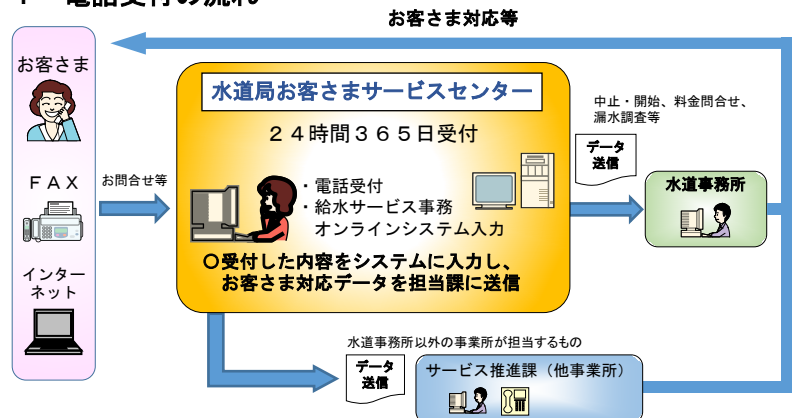 お客さま対応等
お客さま
FAX
インター
ネット
お問合せ等
水道局お客さまサービスセンター
24時間365日受付
・電話受付
・給水サービス事務
オンラインシステム入力
〇受付した内容をシステムに入力し、
お客さま対応データを担当課に送信
中止・開始、料金問合せ、
漏水調査等
データ
送信
水道事務所
水道事務所以外の事業所が担当するもの
データ
送信
サービス推進課（他事業所）